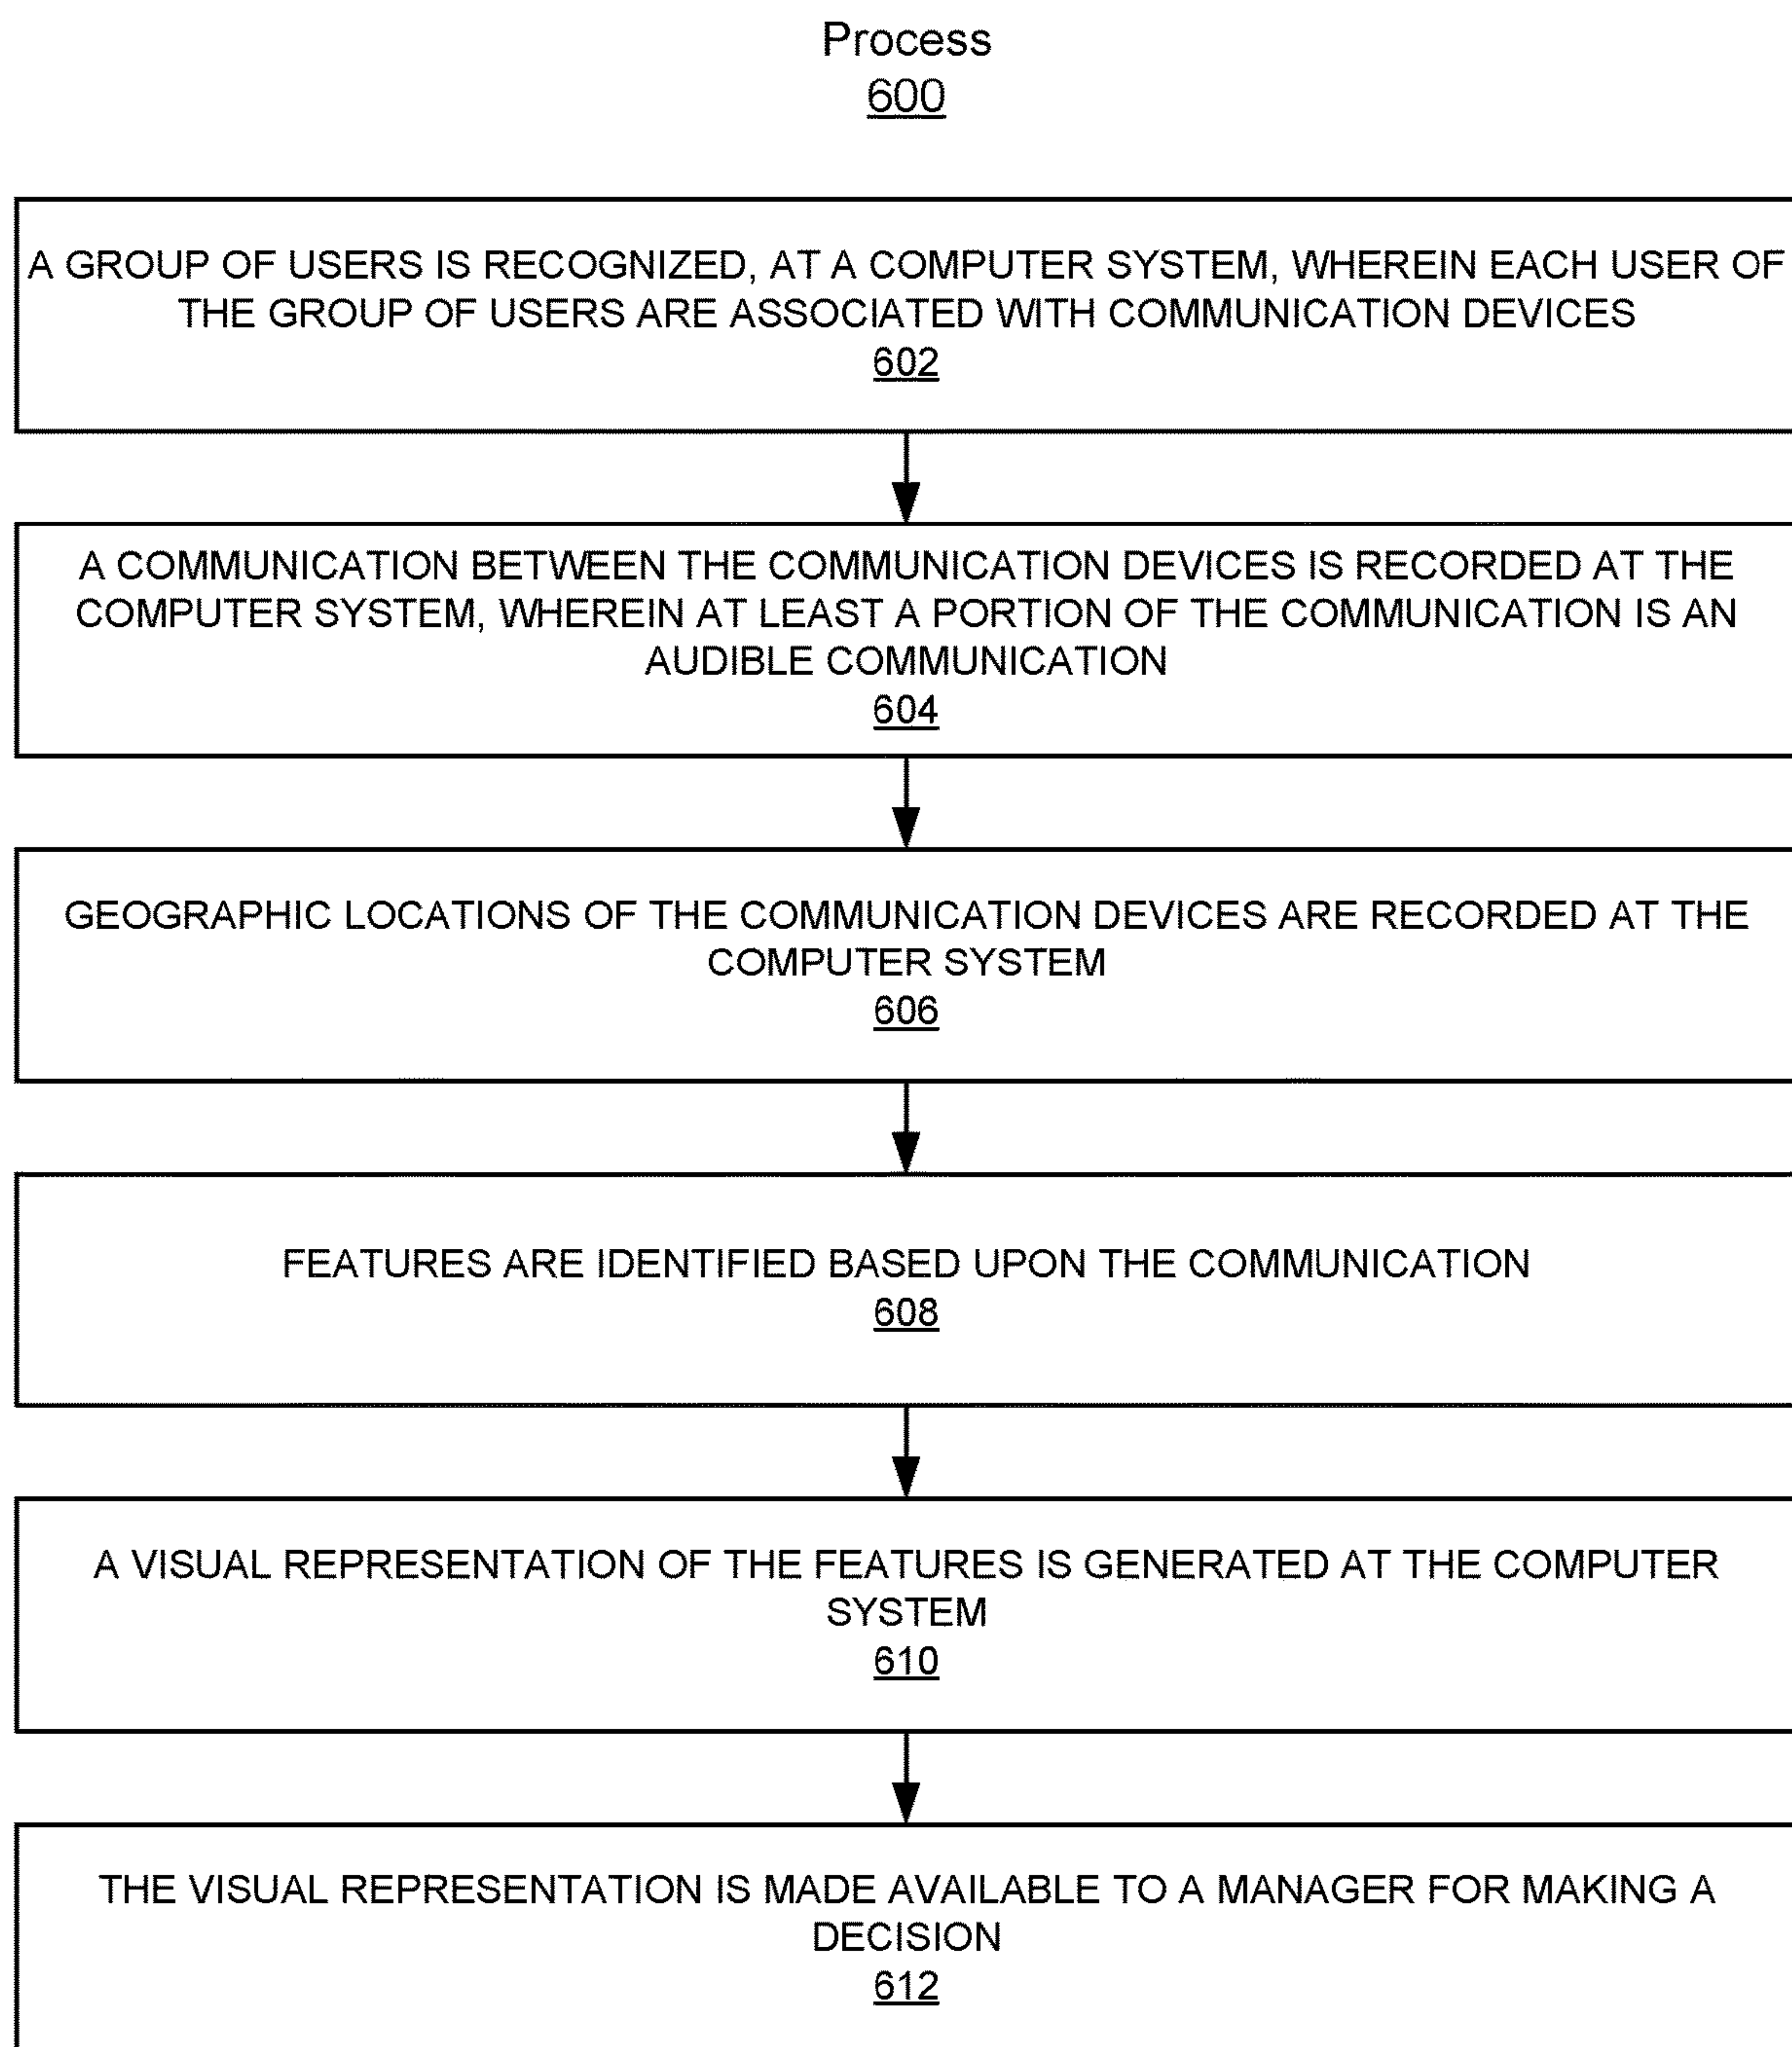 Process
600
A GROUP OF USERS IS RECOGNIZED, AT A COMPUTER SYSTEM, WHEREIN EACH USER OF
THE GROUP OF USERS ARE ASSOCIATED WITH COMMUNICATION DEVICES
602
A COMMUNICATION BETWEEN THE COMMUNICATION DEVICES IS RECORDED AT THE
COMPUTER SYSTEM, WHEREIN AT LEAST A PORTION OF THE COMMUNICATION IS AN
AUDIBLE COMMUNICATION
604
GEOGRAPHIC LOCATIONS OF THE COMMUNICATION DEVICES ARE RECORDED AT THE
COMPUTER SYSTEM
606
FEATURES ARE IDENTIFIED BASED UPON THE COMMUNICATION
608
A VISUAL REPRESENTATION OF THE FEATURES IS GENERATED AT THE COMPUTER
SYSTEM
610
THE VISUAL REPRESENTATION IS MADE AVAILABLE TO A MANAGER FOR MAKING A
DECISION
612